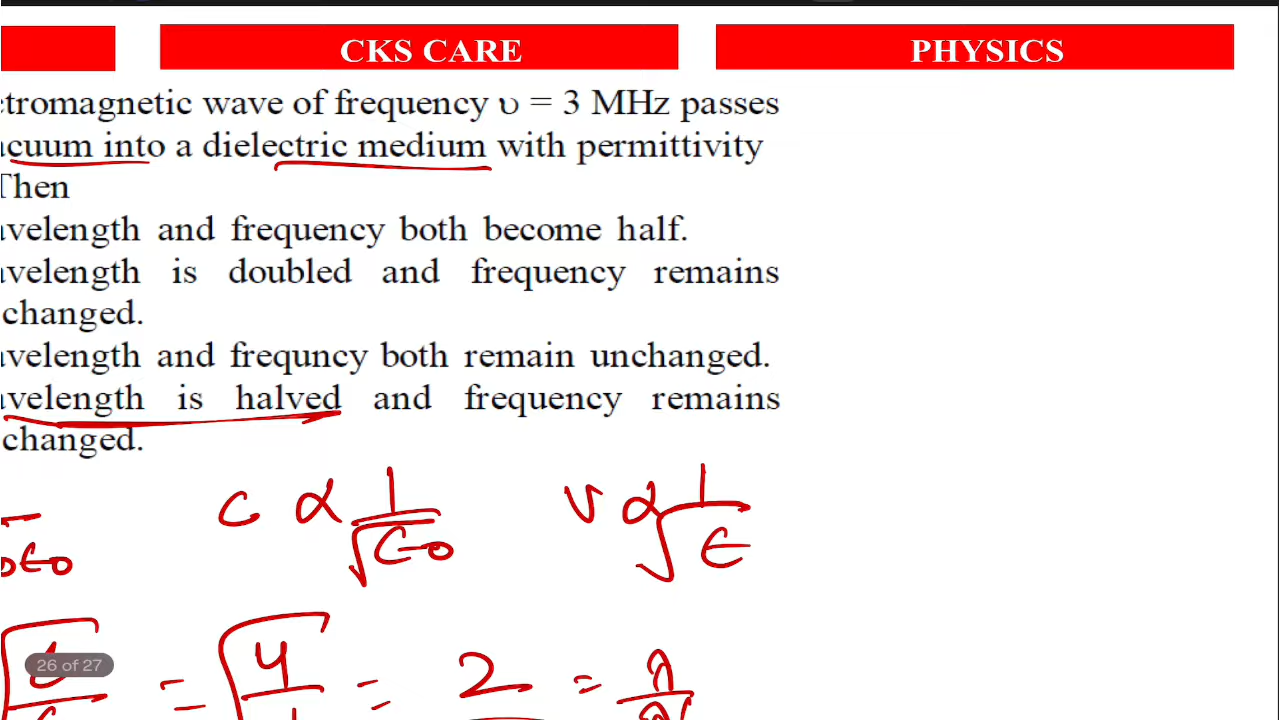 CKS CARE
PHYSICS
ctromagnetic wave of frequency υ = 3 MHz passes
acuum into a dielectric medium with permittivity
Then
avelength and frequency both become half.
avelength is doubled and frequency remains
changed.
avelength and frequncy both remain unchanged.
avelength is halved and frequency remains
changed.
C ∝ 1/√ϵ0 v ∝ 1/√ϵ
ϵ0
= √4/1 = 2 = λ
26 of 27